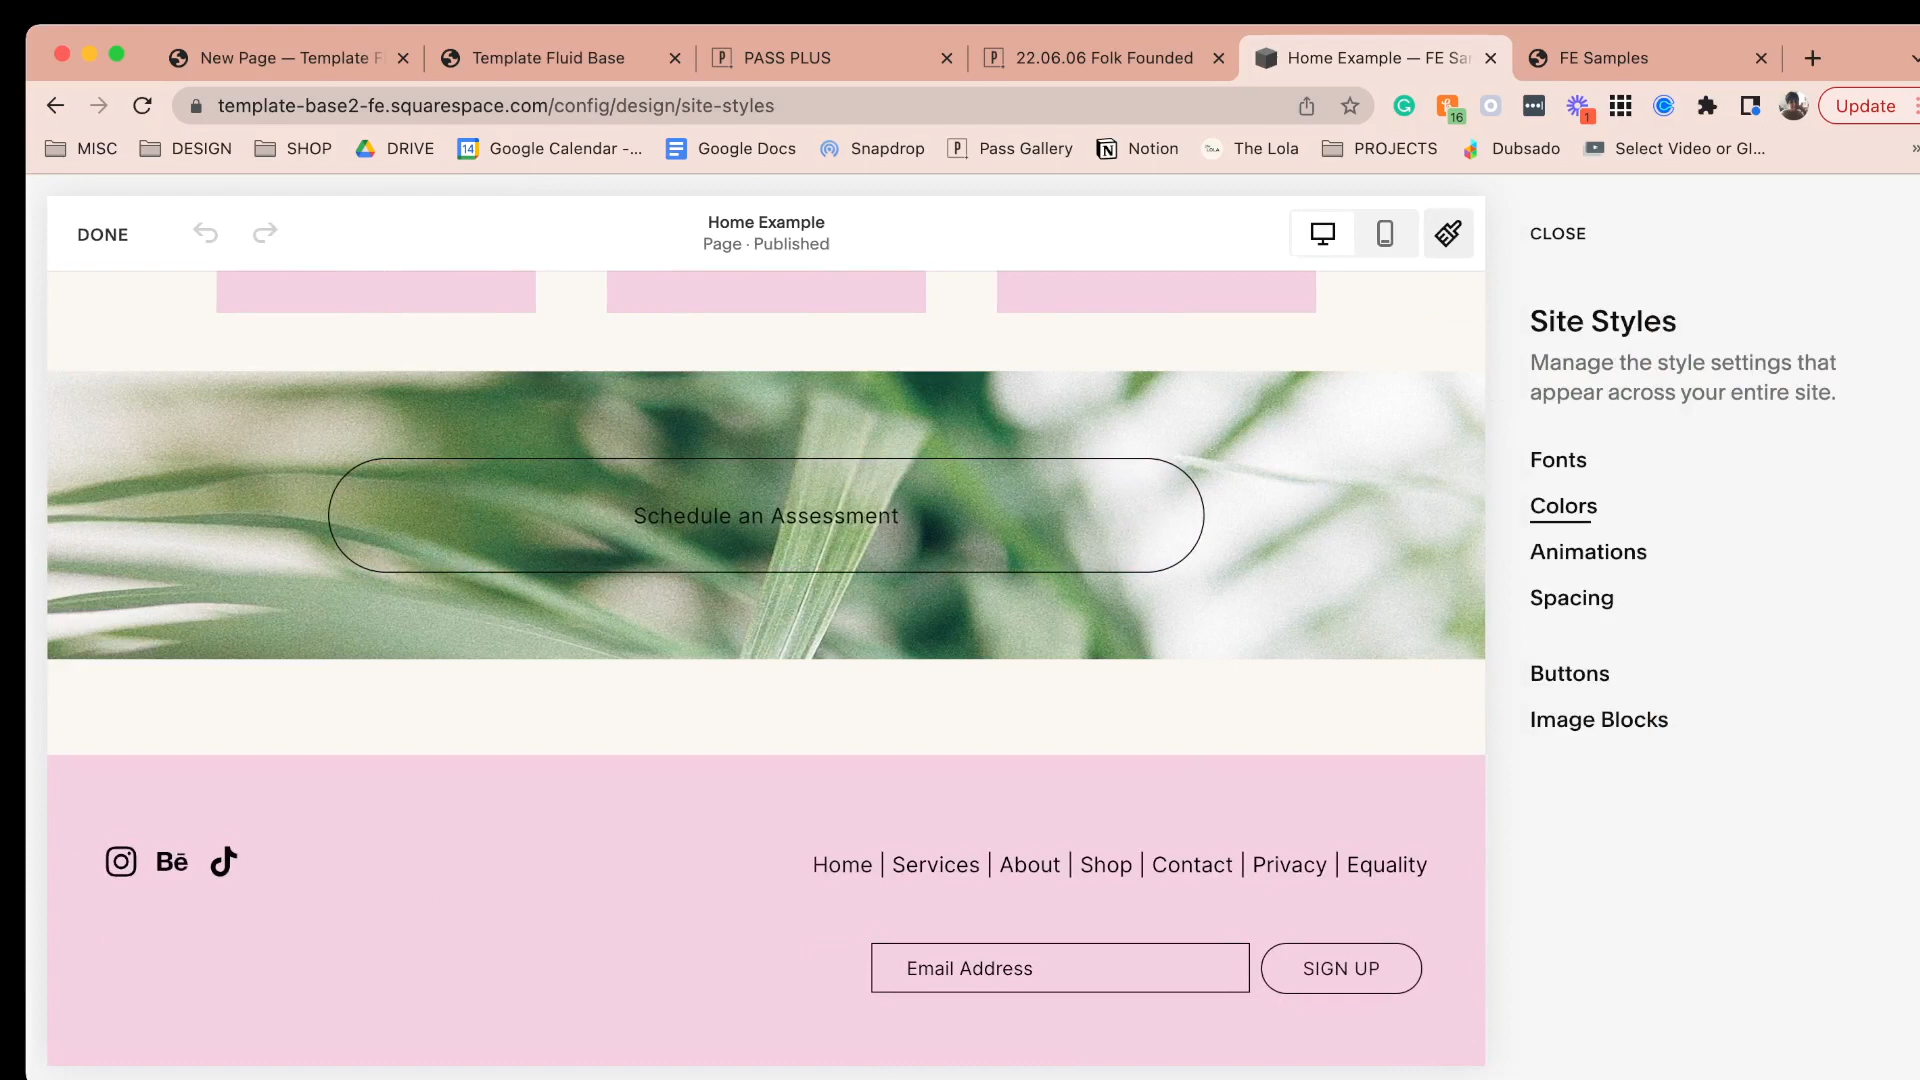 New Page — Template F
Template Fluid Base
PASS PLUS
22.06.06 Folk Founded
Home Example — FE Sa
FE Samples
template-base2-fe.squarespace.com/config/design/site-styles
16
1
Update
MISC
DESIGN
SHOP
DRIVE
14
Google Calendar -...
Google Docs
Snapdrop
P
Pass Gallery
Notion
The Lola
PROJECTS
Dubsado
Select Video or GI...
»
DONE
Home Example
Page · Published
CLOSE
Site Styles
Manage the style settings that
appear across your entire site.
Fonts
Colors
Animations
Spacing
Buttons
Image Blocks
Schedule an Assessment
Bē
Home | Services | About | Shop | Contact | Privacy | Equality
Email Address
SIGN UP